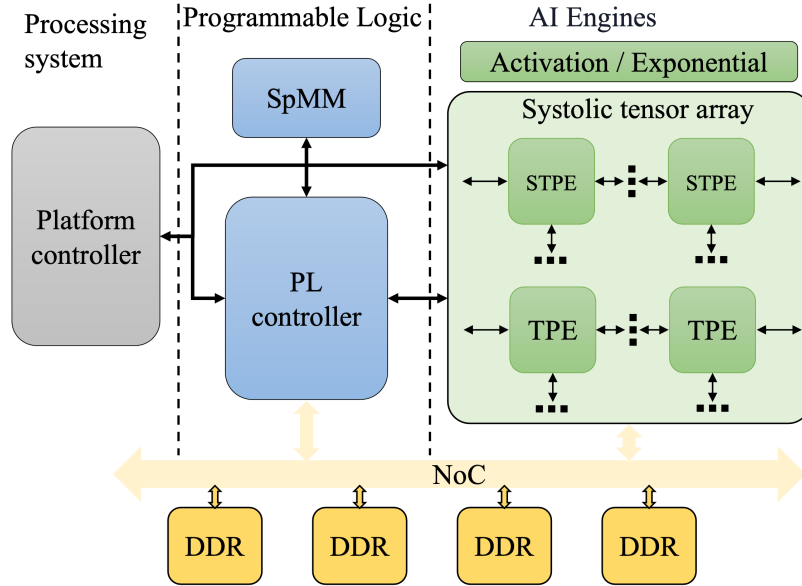 Processing
system
Programmable Logic
AI Engines
Activation / Exponential
SpMM
Systolic tensor array
STPE
STPE
Platform
controller
PL
controller
TPE
TPE
NoC
DDR
DDR
DDR
DDR